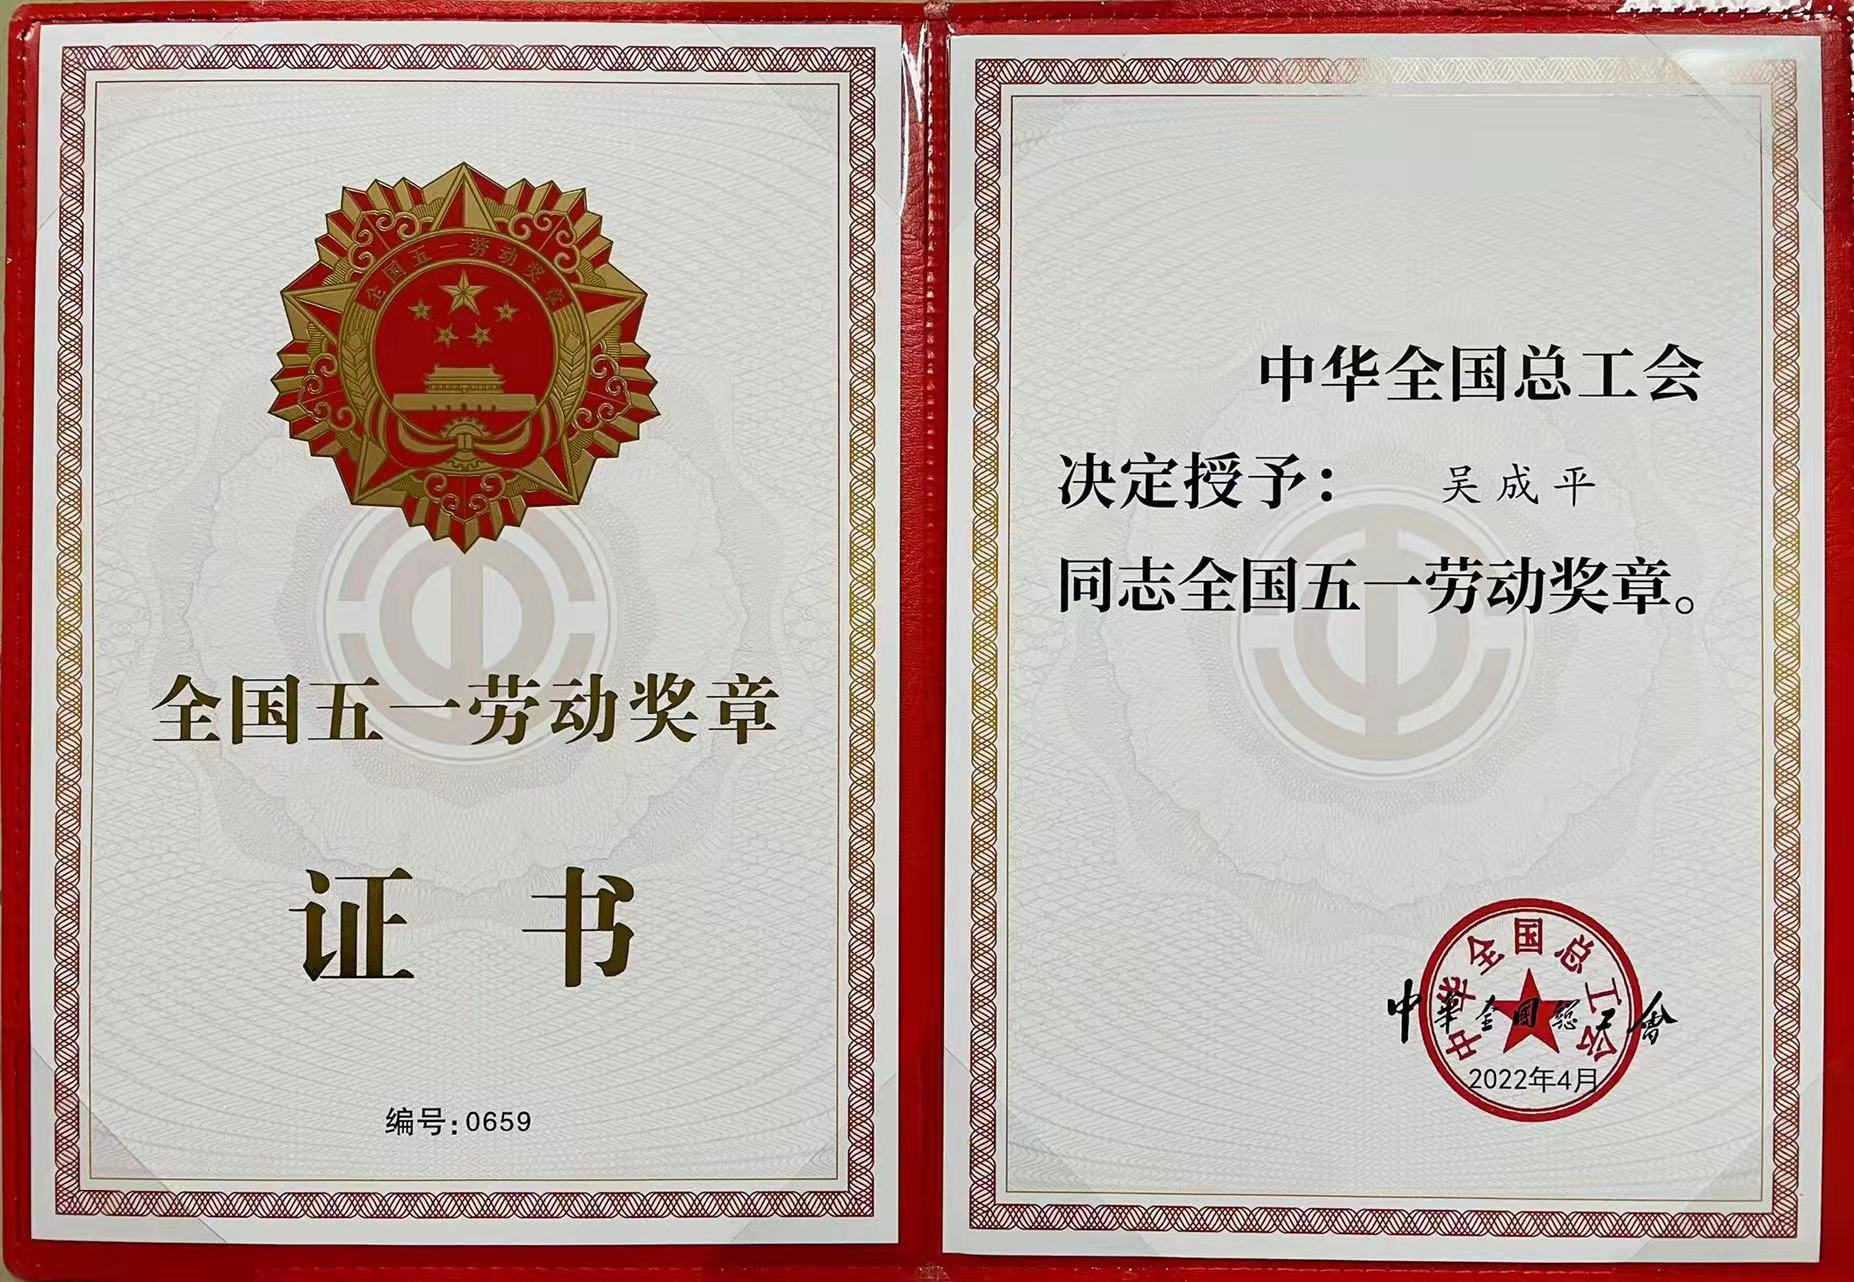 全国五一劳动奖章
全国五一劳动奖章
证书
编号:0659
中华全国总工会
决定授予： 吴成平
同志全国五一劳动奖章。
中华全国总工会
中華全國總工會
2022年4月